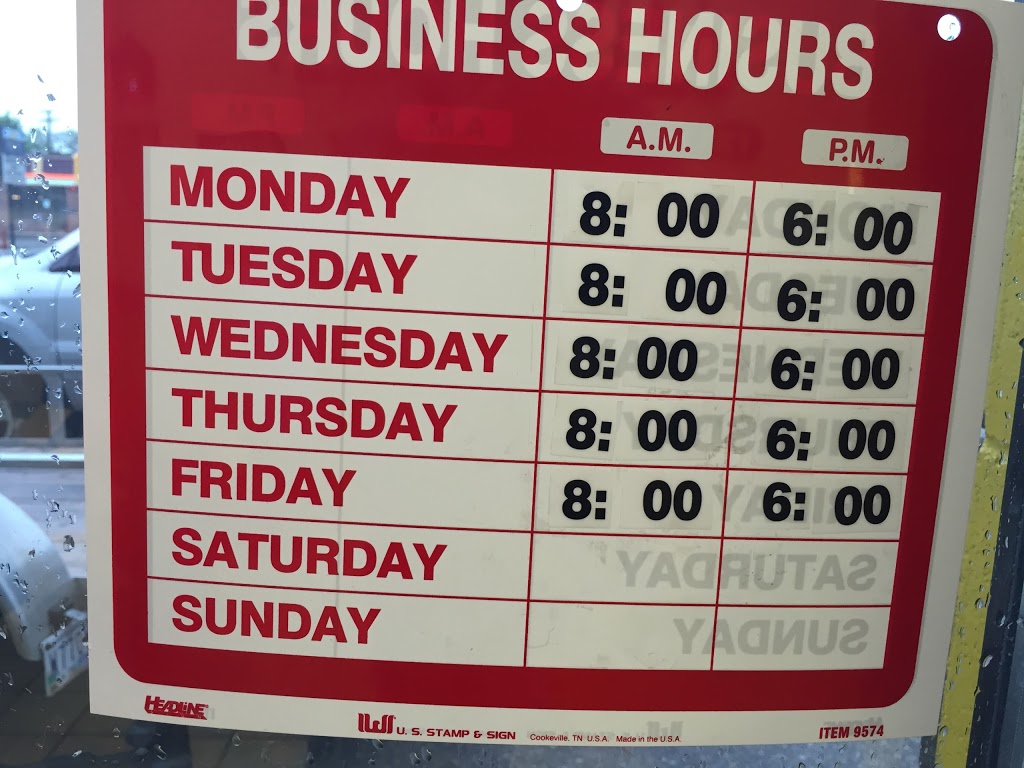 BUSINESS HOURS
A.M. P.M.
MONDAY 8: 00 6: 00
TUESDAY 8: 00 6: 00
WEDNESDAY 8: 00 6: 00
THURSDAY 8: 00 6: 00
FRIDAY 8: 00 6: 00
SATURDAY
SUNDAY
HEADLINE
U. S. STAMP & SIGN Cookeville, TN U.S.A. Made in the U.S.A. ITEM 9574